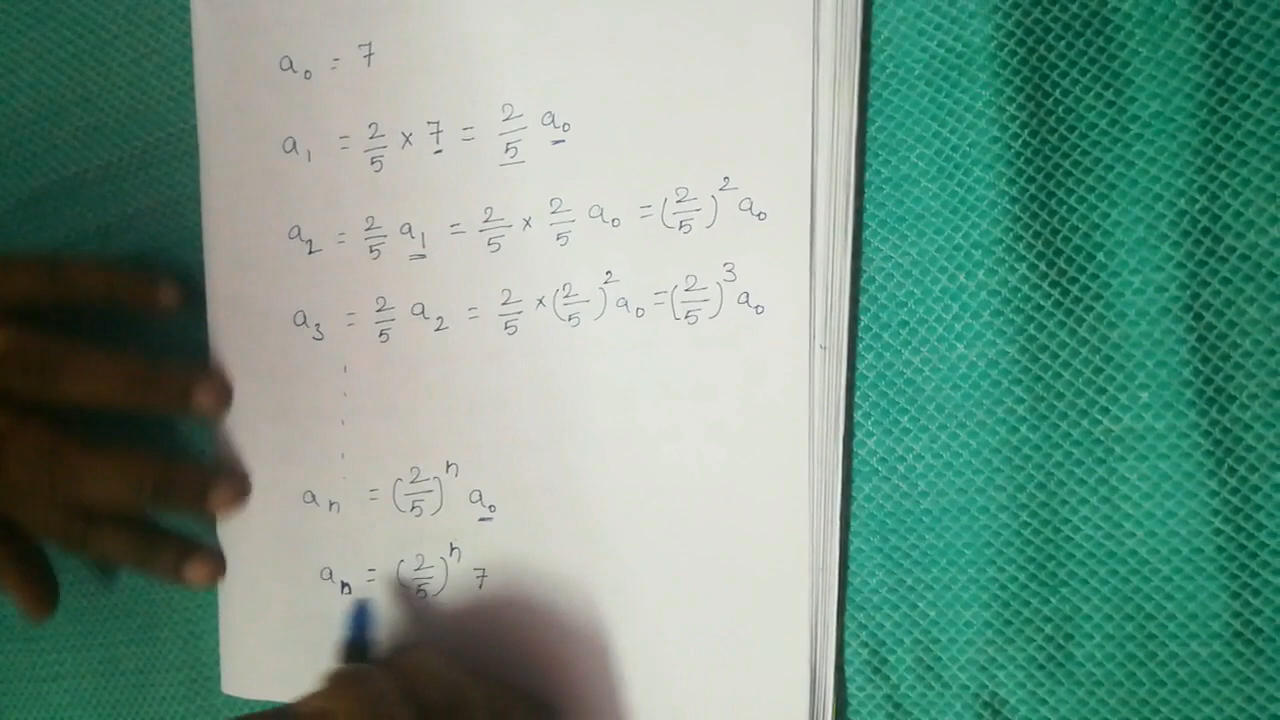 a₀ = 7
a₁ = 2/5 × 7 = 2/5 a₀
a₂ = 2/5 a₁ = 2/5 × 2/5 a₀ = (2/5)² a₀
a₃ = 2/5 a₂ = 2/5 × (2/5)² a₀ = (2/5)³ a₀
aₙ = (2/5)ⁿ a₀
aₙ = (2/5)ⁿ 7